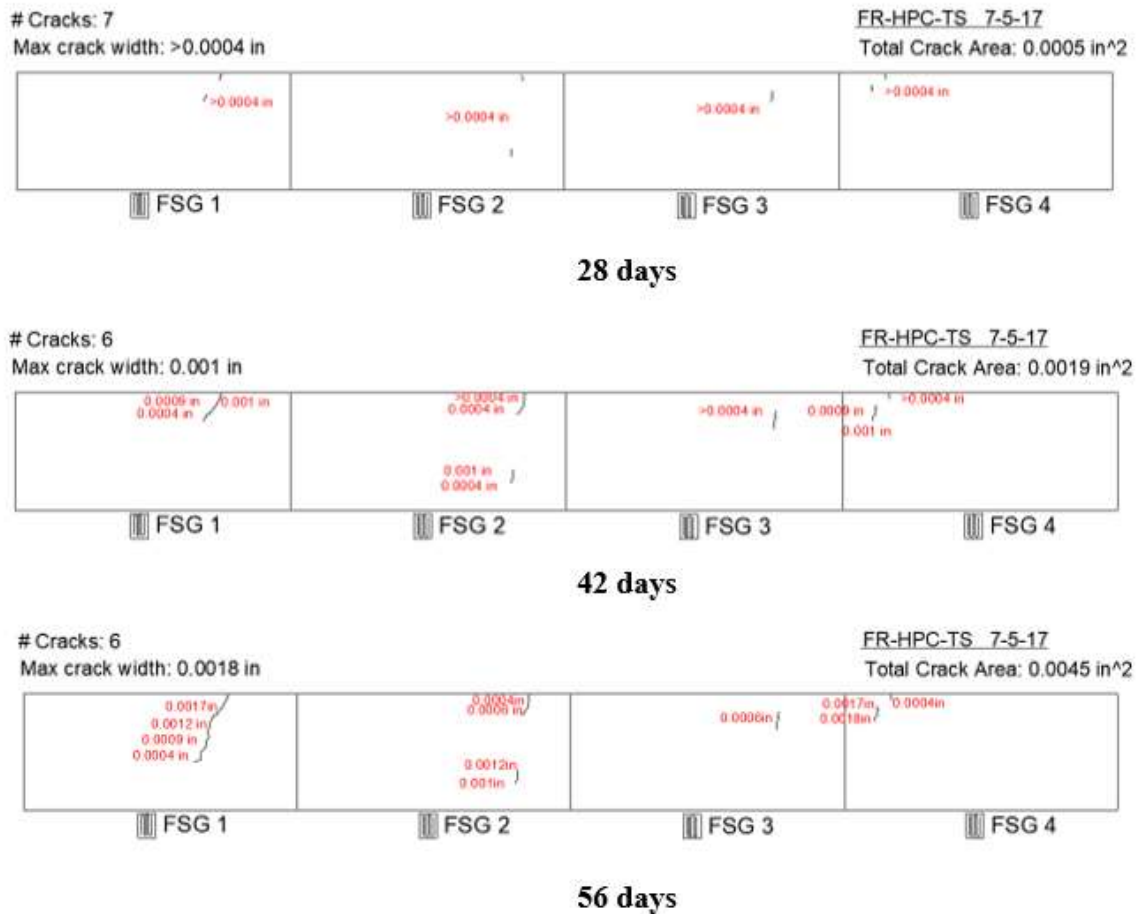 # Cracks: 7
FR-HPC-TS 7-5-17
Max crack width: >0.0004 in
Total Crack Area: 0.0005 in^2
>0.0004 in
>0.0004 in
>0.0004 in
>0.0004 in
FSG 1
FSG 2
FSG 3
FSG 4
28 days
# Cracks: 6
FR-HPC-TS 7-5-17
Max crack width: 0.001 in
Total Crack Area: 0.0019 in^2
0.0009 in
0.001 in
0.0004 in
>0.0004 in
0.0004 in
0.001 in
0.0004 in
>0.0004 in
0.0009 in
>0.0004 in
0.001 in
FSG 1
FSG 2
FSG 3
FSG 4
42 days
# Cracks: 6
FR-HPC-TS 7-5-17
Max crack width: 0.0018 in
Total Crack Area: 0.0045 in^2
0.0017in
0.0012 in
0.0009 in
0.0004 in
0.0004in
0.0006 in
0.0012in
0.001in
0.0006in
0.0017in
0.0018in
0.0004in
FSG 1
FSG 2
FSG 3
FSG 4
56 days